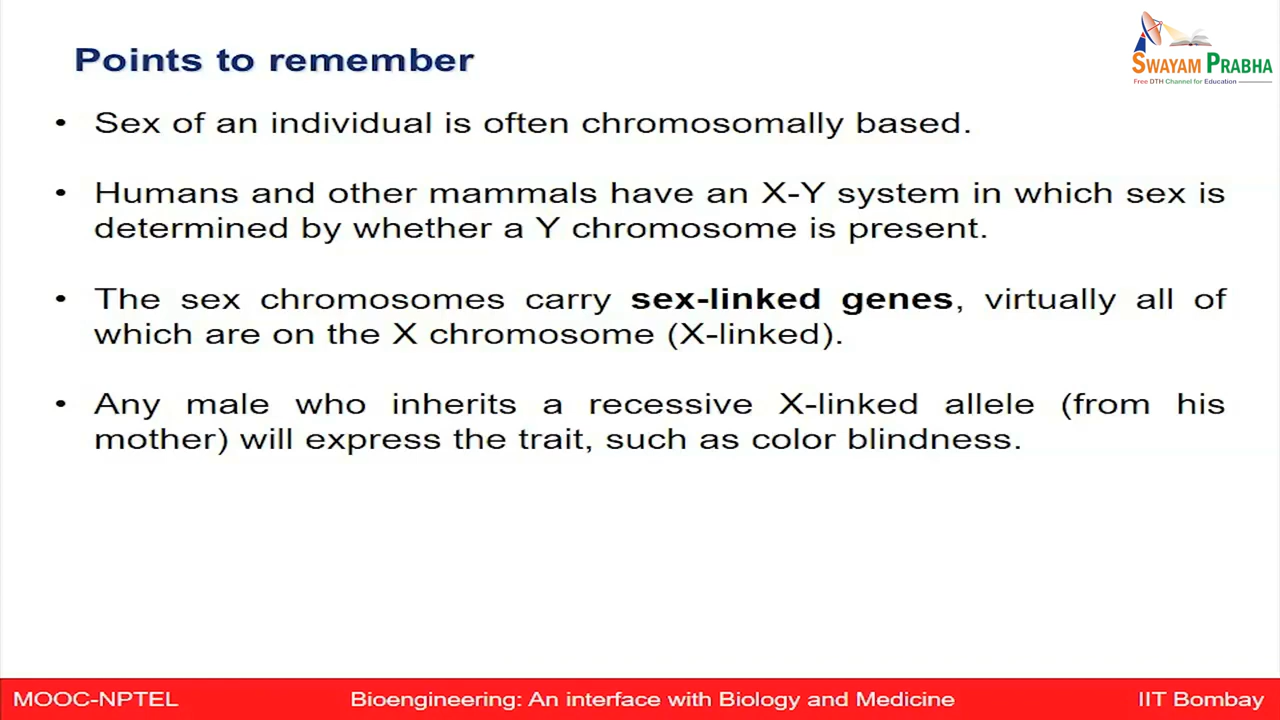 Points to remember
SWAYAM PRABHA
Free DTH Channel for Education
• Sex of an individual is often chromosomally based.
• Humans and other mammals have an X-Y system in which sex is
determined by whether a Y chromosome is present.
• The sex chromosomes carry sex-linked genes, virtually all of
which are on the X chromosome (X-linked).
• Any male who inherits a recessive X-linked allele (from his
mother) will express the trait, such as color blindness.
MOOC-NPTEL Bioengineering: An interface with Biology and Medicine IIT Bombay